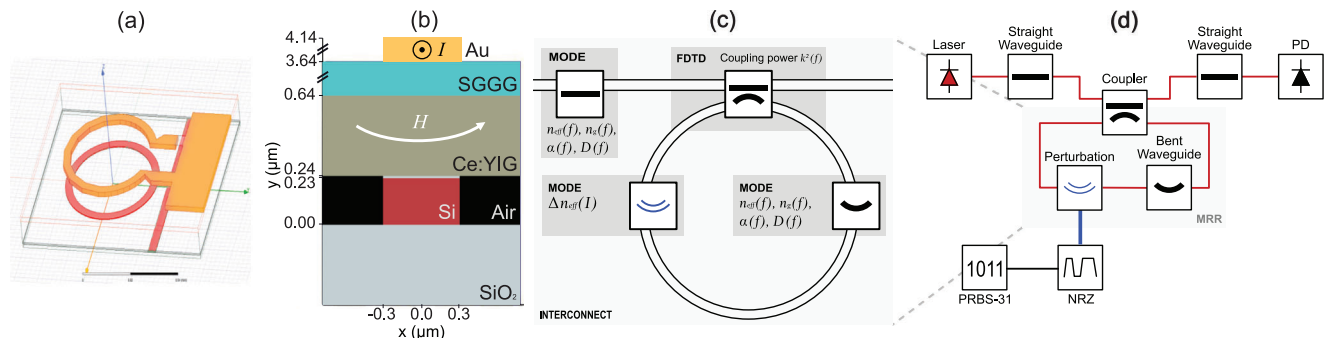 (a)
(b)
4.14
3.64
0.64
0.24
0.23
0.00
y (μm)
I
Au
SGGG
H
Ce:YIG
Si
Air
SiO₂
-0.3
0.0
0.3
x (μm)
(c)
MODE
n_eff(f), n_g(f),
α(f), D(f)
FDTD
Coupling power k²(f)
MODE
Δn_eff(I)
MODE
n_eff(f), n_g(f),
α(f), D(f)
INTERCONNECT
(d)
Laser
Straight
Waveguide
Straight
Waveguide
PD
Coupler
Perturbation
Bent
Waveguide
MRR
1011
PRBS-31
NRZ